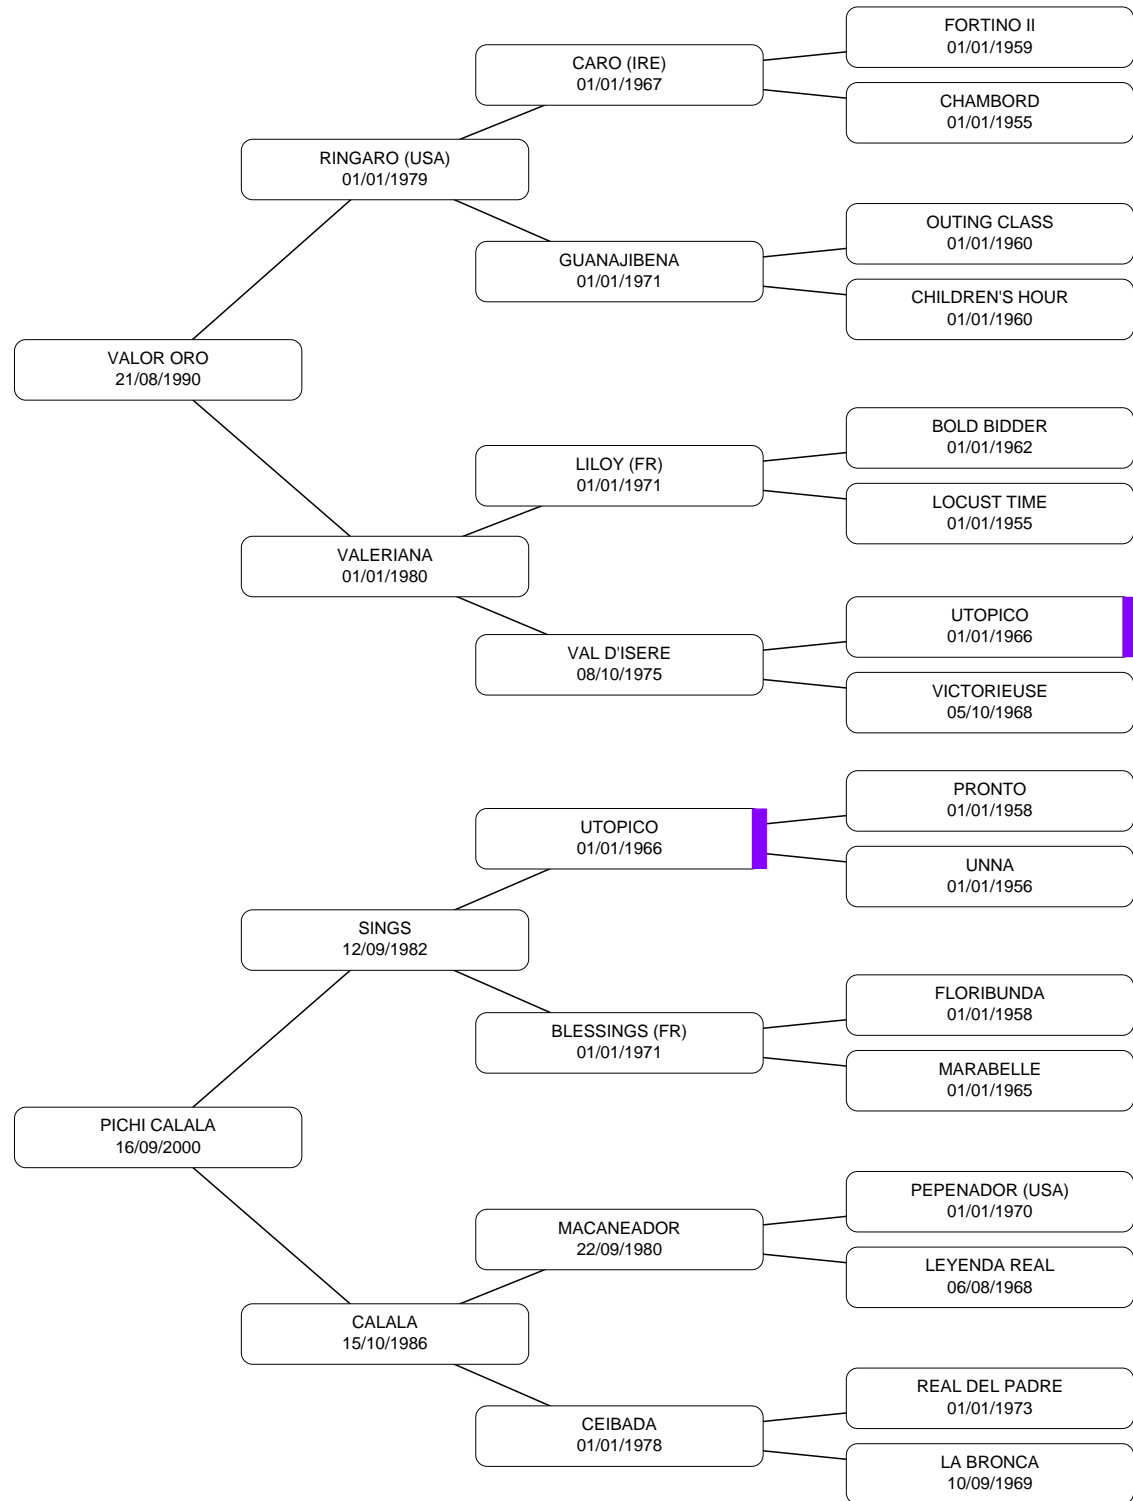 FORTINO II
01/01/1959
CARO (IRE)
01/01/1967
CHAMBORD
01/01/1955
RINGARO (USA)
01/01/1979
OUTING CLASS
01/01/1960
GUANAJIBENA
01/01/1971
CHILDREN'S HOUR
01/01/1960
VALOR ORO
21/08/1990
BOLD BIDDER
01/01/1962
LILOY (FR)
01/01/1971
LOCUST TIME
01/01/1955
VALERIANA
01/01/1980
UTOPICO
01/01/1966
VAL D'ISERE
08/10/1975
VICTORIEUSE
05/10/1968
PRONTO
01/01/1958
UTOPICO
01/01/1966
UNNA
01/01/1956
SINGS
12/09/1982
FLORIBUNDA
01/01/1958
BLESSINGS (FR)
01/01/1971
MARABELLE
01/01/1965
PICHI CALALA
16/09/2000
PEPENADOR (USA)
01/01/1970
MACANEADOR
22/09/1980
LEYENDA REAL
06/08/1968
CALALA
15/10/1986
REAL DEL PADRE
01/01/1973
CEIBADA
01/01/1978
LA BRONCA
10/09/1969